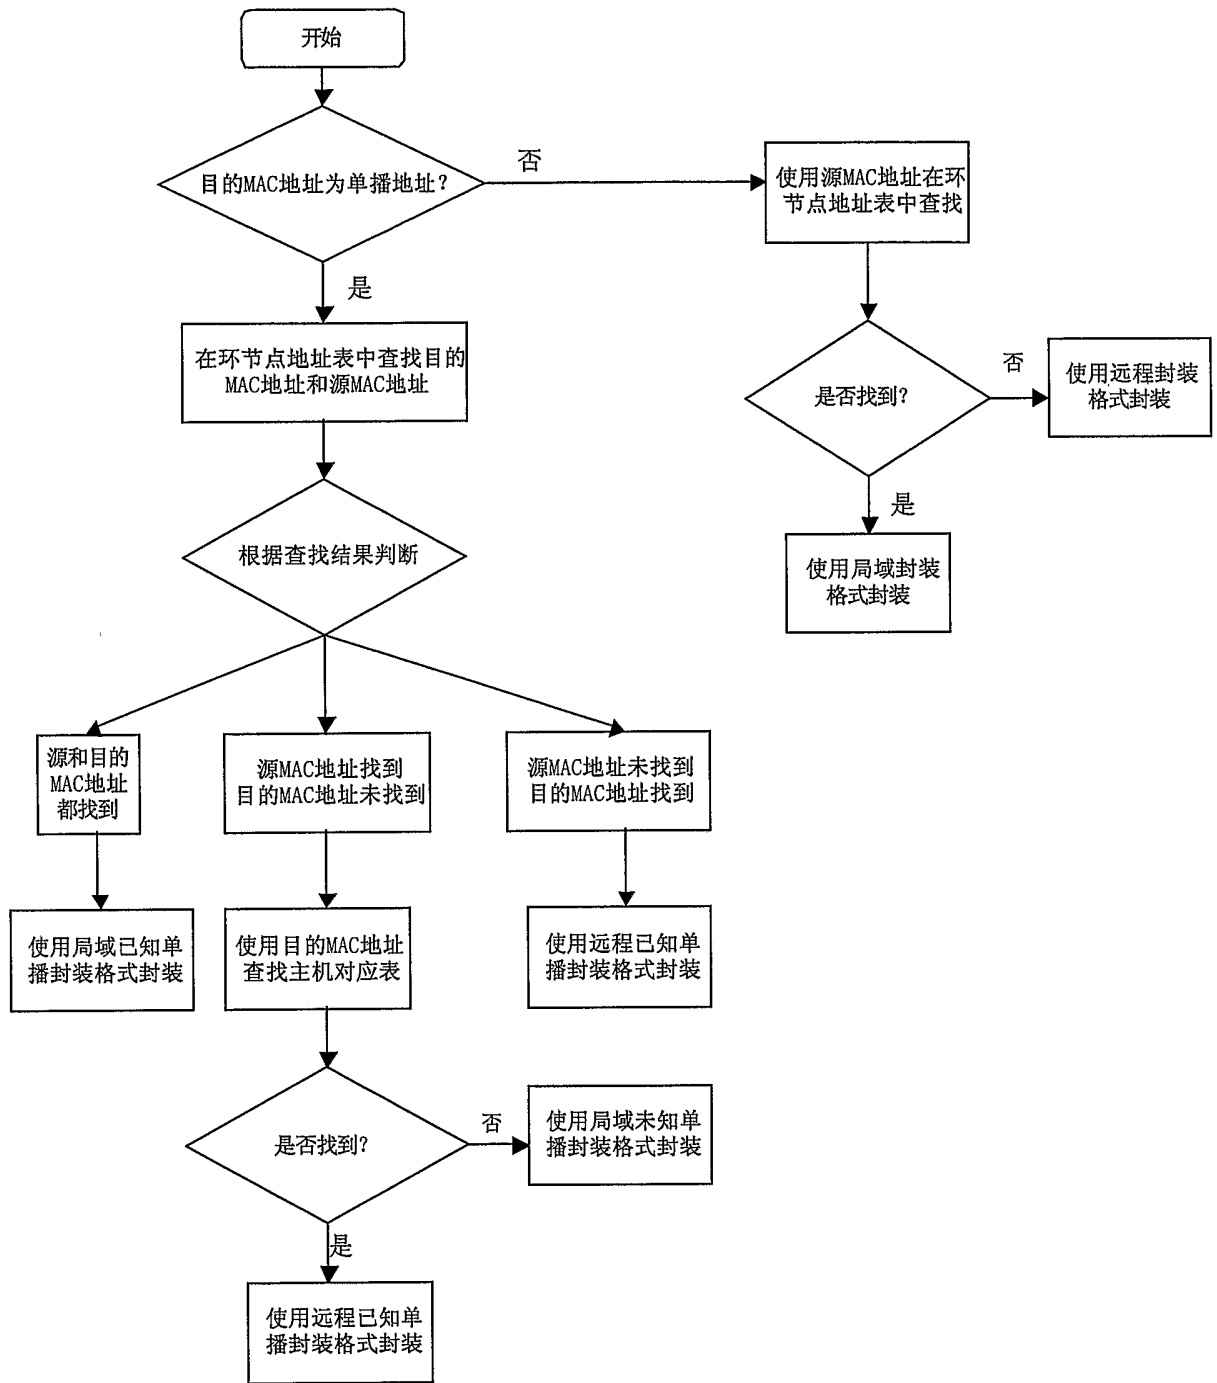 开始
目的MAC地址为单播地址?
否
使用源MAC地址在环
节点地址表中查找
是
在环节点地址表中查找目的
MAC地址和源MAC地址
是否找到?
否
使用远程封装
格式封装
是
使用局域封装
格式封装
根据查找结果判断
源和目的
MAC地址
都找到
源MAC地址找到
目的MAC地址未找到
源MAC地址未找到
目的MAC地址找到
使用局域已知单
播封装格式封装
使用目的MAC地址
查找主机对应表
使用远程已知单
播封装格式封装
是否找到?
否
使用局域未知单
播封装格式封装
是
使用远程已知单
播封装格式封装